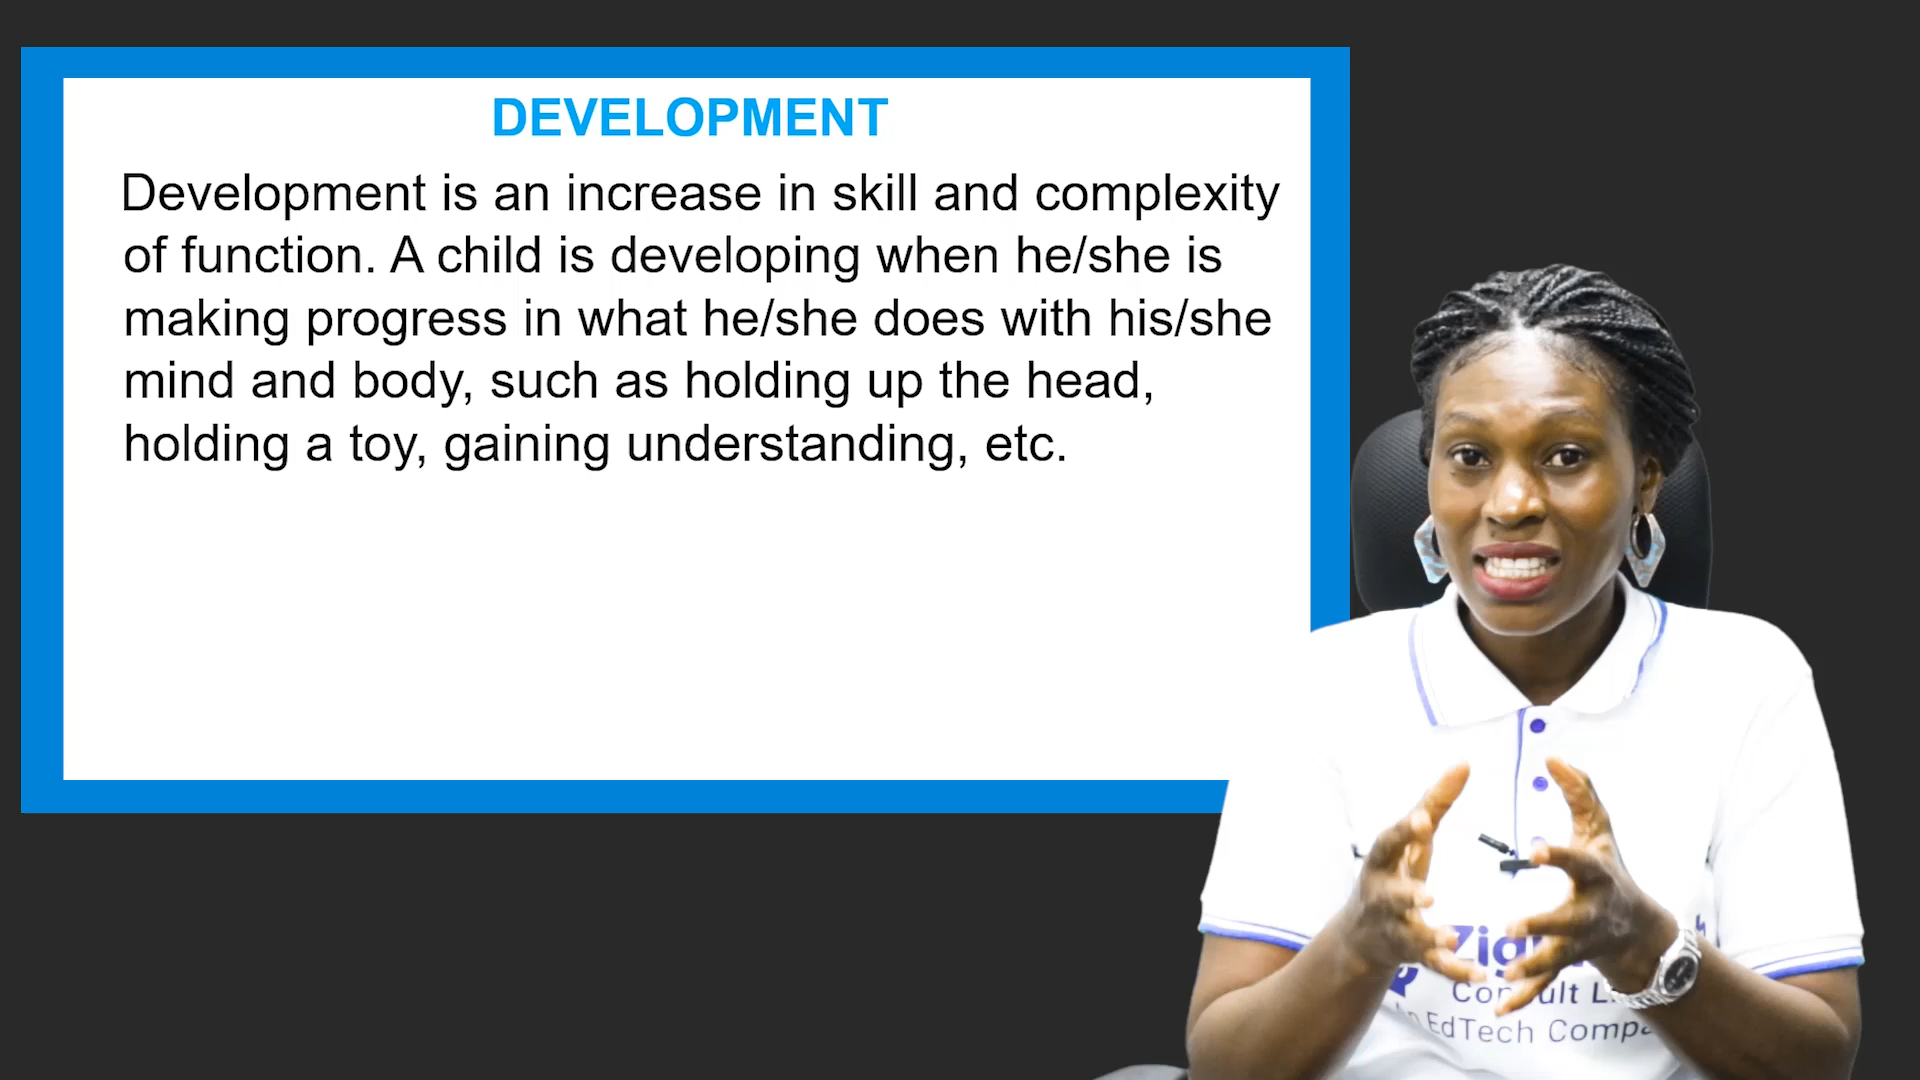 DEVELOPMENT
Development is an increase in skill and complexity
of function. A child is developing when he/she is
making progress in what he/she does with his/she
mind and body, such as holding up the head,
holding a toy, gaining understanding, etc.
EdTech